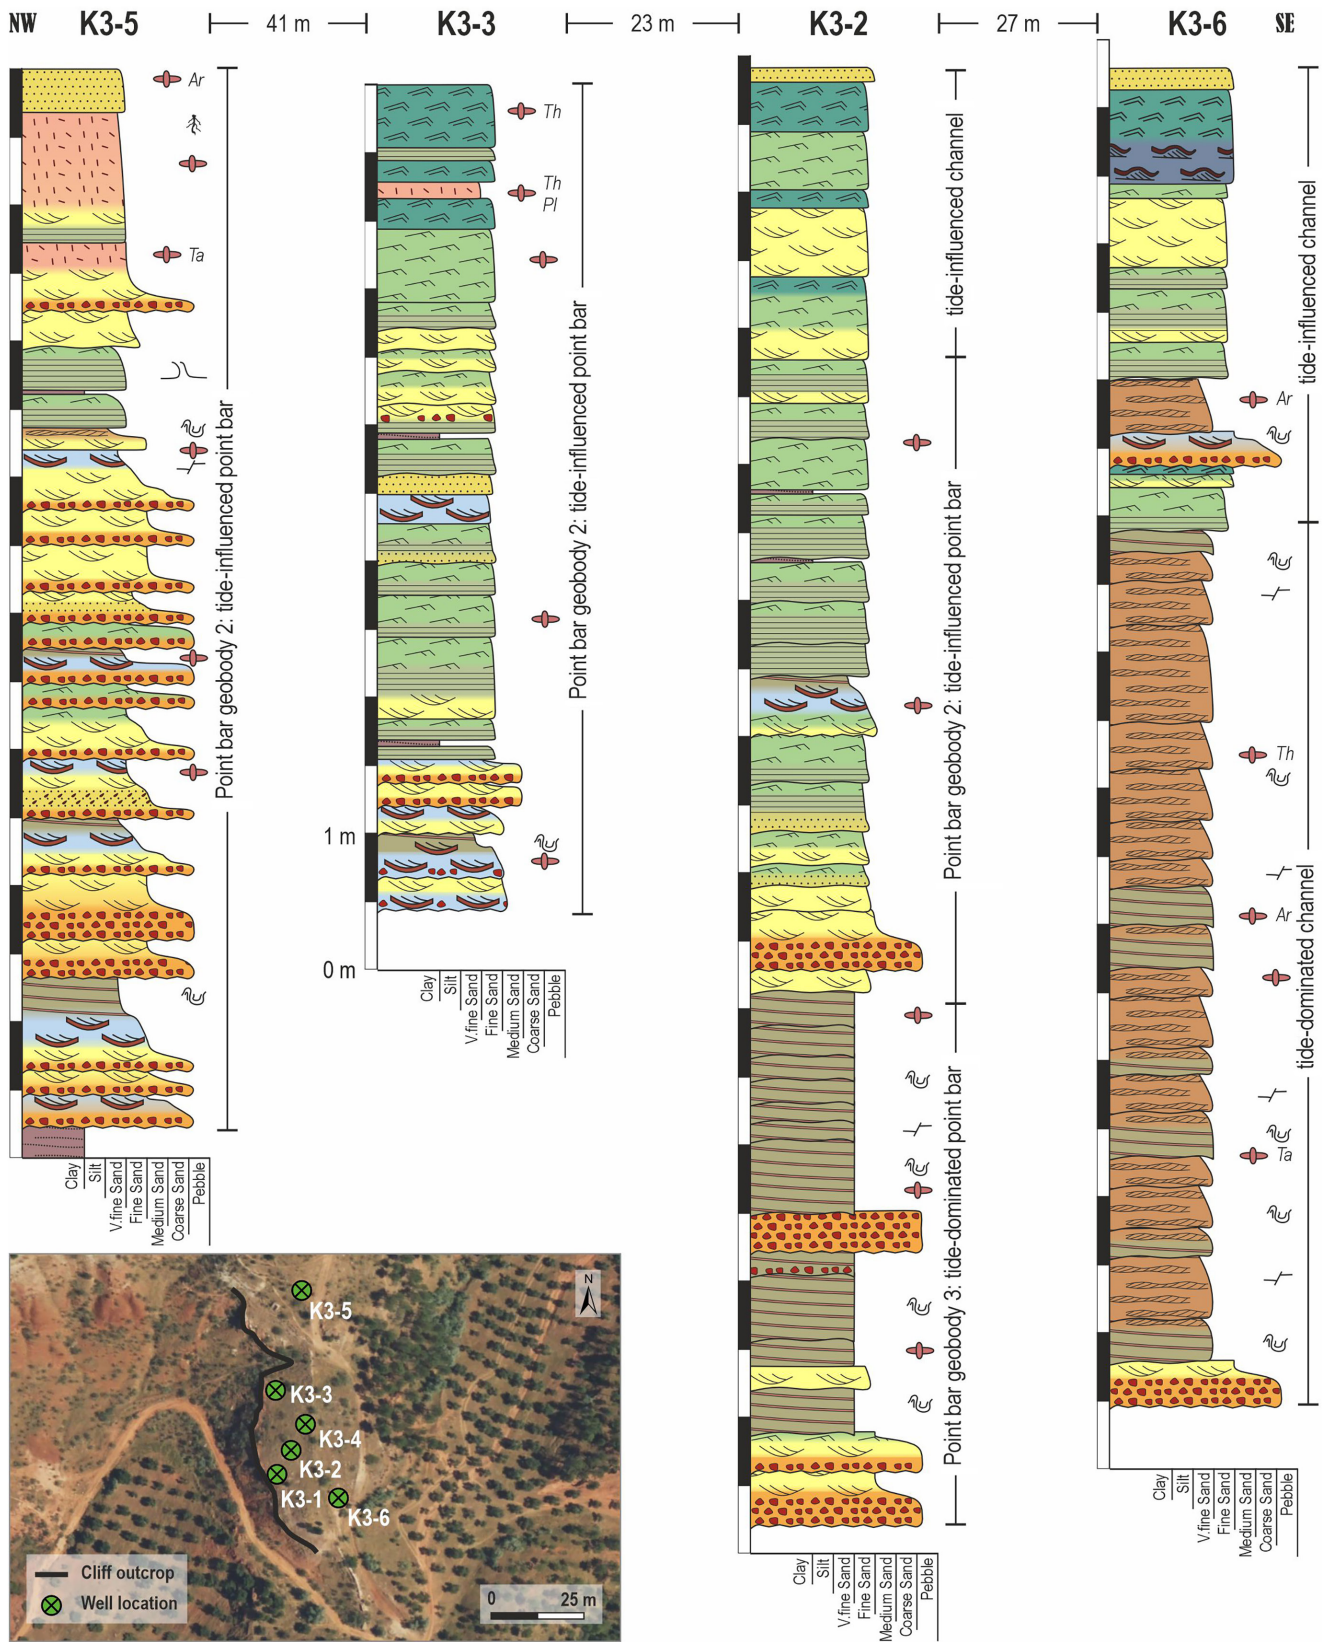 NW K3-5 41 m K3-3 23 m K3-2 27 m K3-6 SE
Ar
Ta
Point bar geobody 2: tide-influenced point bar
Clay
Silt
V.fine Sand
Fine Sand
Medium Sand
Coarse Sand
Pebble
Th
Th
Pl
Point bar geobody 2: tide-influenced point bar
1 m
0 m
Clay
Silt
V.fine Sand
Fine Sand
Medium Sand
Coarse Sand
Pebble
tide-influenced channel
Point bar geobody 2: tide-influenced point bar
Point bar geobody 3: tide-dominated point bar
Clay
Silt
V.fine Sand
Fine Sand
Medium Sand
Coarse Sand
Pebble
tide-influenced channel
Ar
Th
Ar
Ta
tide-dominated channel
Clay
Silt
V.fine Sand
Fine Sand
Medium Sand
Coarse Sand
Pebble
N
K3-5
K3-3
K3-4
K3-2
K3-1
K3-6
Cliff outcrop
Well location
0 25 m